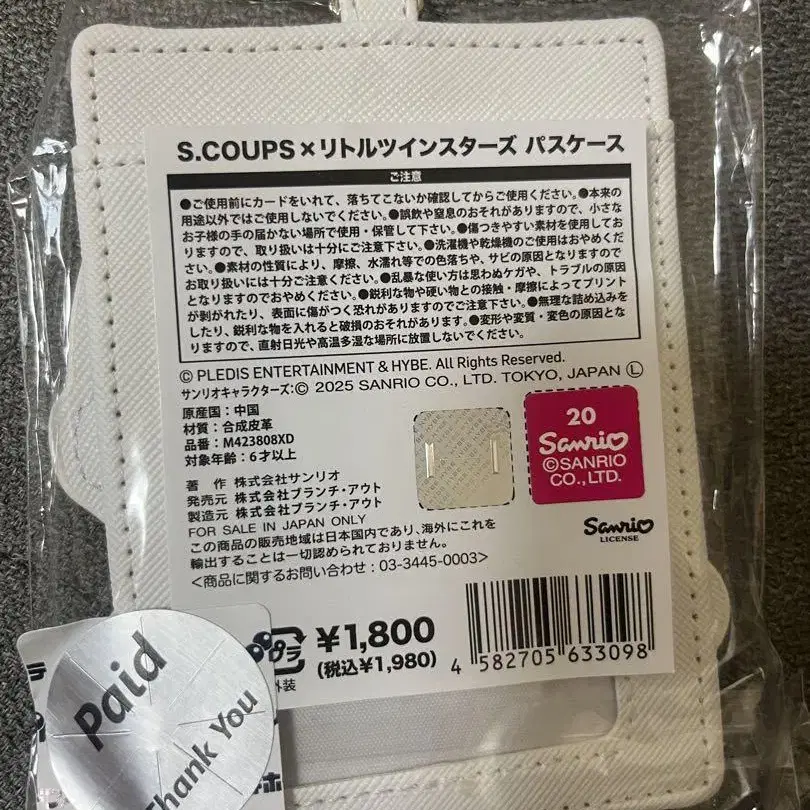 S.COUPS×リトルツインスターズ パスケース
ご注意
●ご使用前にカードをいれて、落ちてこないか確認してからご使用ください。●本来の
用途以外ではご使用しないでください。●誤飲や窒息のおそれがありますので、小さな
お子様の手の届かない場所で使用・保管して下さい。●傷つきやすい素材を使用してお
りますので、取り扱いは十分にご注意下さい。●洗濯機や乾燥機のご使用はおやめくだ
さい。●素材の性質により、摩擦、水濡れ等での色落ちや、サビの原因となりますので
お取り扱いには十分ご注意ください。●乱暴な使い方は思わぬケガや、トラブルの原因
となりますのでおやめください。●鋭利な物や硬い物との接触・摩擦によってプリント
が剥がれたり、表面に傷がつく恐れがありますのでご注意下さい。●無理な詰め込みを
したり、鋭利な物を入れると破損のおそれがあります。●変形や変質・変色の原因とな
りますので、直射日光や高温多湿な場所に放置しないでください。
© PLEDIS ENTERTAINMENT & HYBE. All Rights Reserved.
サンリオキャラクターズ:© 2025 SANRIO CO., LTD. TOKYO, JAPAN Ⓛ
原産国：中国
材質：合成皮革
品番：M423808XD
対象年齢：6才以上
著 作 株式会社サンリオ
発売元 株式会社ブランチ・アウト
製造元 株式会社ブランチ・アウト
FOR SALE IN JAPAN ONLY
この商品の販売地域は日本国内であり、海外にこれを
輸出することは一切認められておりません。
<商品に関するお問い合わせ：03-3445-0003>
20
Sanrio
©SANRIO
CO., LTD.
Sanrio
LICENSE
プラ
外装
¥1,800
(税込¥1,980)
4 582705 633098
Paid
Thank You